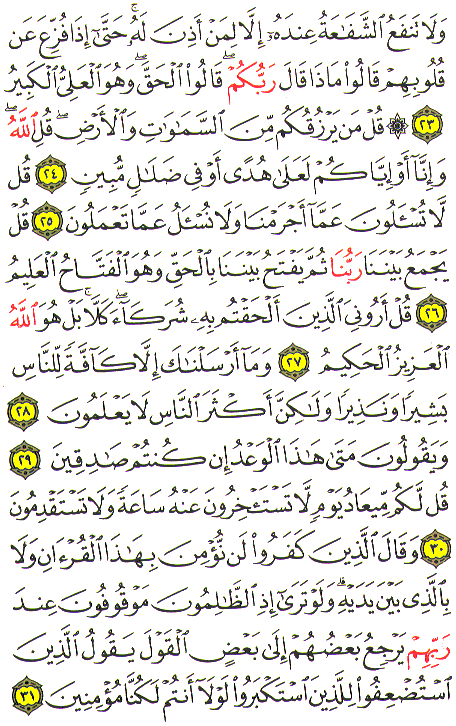 وَلَا تَنفَعُ ٱلشَّفَٰعَةُ عِندَهُۥٓ إِلَّا لِمَنْ أَذِنَ لَهُۥ ۚ حَتَّىٰٓ إِذَا فُزِّعَ عَن
قُلُوبِهِمْ قَالُوا۟ مَاذَا قَالَ رَبُّكُمْ ۖ قَالُوا۟ ٱلْحَقَّ ۖ وَهُوَ ٱلْعَلِىُّ ٱلْكَبِيرُ
٢٣ ۞ قُلْ مَن يَرْزُقُكُم مِّنَ ٱلسَّمَٰوَٰتِ وَٱلْأَرْضِ ۖ قُلِ ٱللَّهُ ۖ
وَإِنَّآ أَوْ إِيَّاكُمْ لَعَلَىٰ هُدًى أَوْ فِى ضَلَٰلٍ مُّبِينٍ ٢٤ قُل
لَّا تُسْـَٔلُونَ عَمَّآ أَجْرَمْنَا وَلَا نُسْـَٔلُ عَمَّا تَعْمَلُونَ ٢٥ قُلْ
يَجْمَعُ بَيْنَنَا رَبُّنَا ثُمَّ يَفْتَحُ بَيْنَنَا بِٱلْحَقِّ وَهُوَ ٱلْفَتَّاحُ ٱلْعَلِيمُ
٢٦ قُلْ أَرُونِىَ ٱلَّذِينَ أَلْحَقْتُم بِهِۦ شُرَكَآءَ ۖ كَلَّا ۚ بَلْ هُوَ ٱللَّهُ
ٱلْعَزِيزُ ٱلْحَكِيمُ ٢٧ وَمَآ أَرْسَلْنَٰكَ إِلَّا كَآفَّةً لِّلنَّاسِ
بَشِيرًا وَنَذِيرًا وَلَٰكِنَّ أَكْثَرَ ٱلنَّاسِ لَا يَعْلَمُونَ ٢٨
وَيَقُولُونَ مَتَىٰ هَٰذَا ٱلْوَعْدُ إِن كُنتُمْ صَٰدِقِينَ ٢٩
قُل لَّكُم مِّيعَادُ يَوْمٍ لَّا تَسْتَـْٔخِرُونَ عَنْهُ سَاعَةً وَلَا تَسْتَقْدِمُونَ
٣٠ وَقَالَ ٱلَّذِينَ كَفَرُوا۟ لَن نُّؤْمِنَ بِهَٰذَا ٱلْقُرْءَانِ وَلَا
بِٱلَّذِى بَيْنَ يَدَيْهِ ۗ وَلَوْ تَرَىٰٓ إِذِ ٱلظَّٰلِمُونَ مَوْقُوفُونَ عِندَ
رَبِّهِمْ يَرْجِعُ بَعْضُهُمْ إِلَىٰ بَعْضٍ ٱلْقَوْلَ يَقُولُ ٱلَّذِينَ
ٱسْتُضْعِفُوا۟ لِلَّذِينَ ٱسْتَكْبَرُوا۟ لَوْلَآ أَنتُمْ لَكُنَّا مُؤْمِنِينَ ٣١